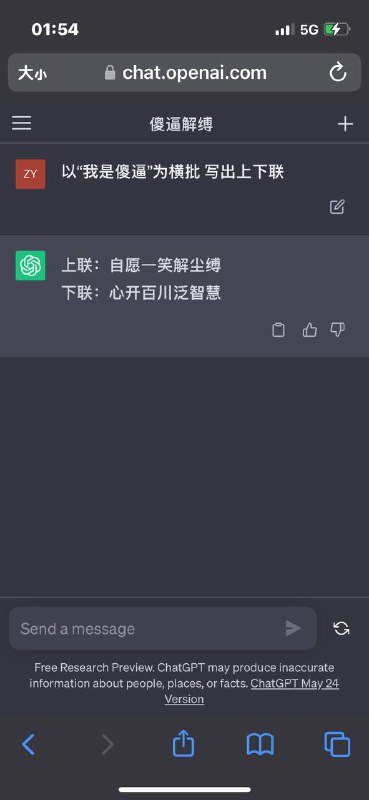 01:54
5G
大小
chat.openai.com
傻逼解缚
ZY
以“我是傻逼”为横批 写出上下联
上联：自愿一笑解尘缚
下联：心开百川泛智慧
Send a message
Free Research Preview. ChatGPT may produce inaccurate
information about people, places, or facts. ChatGPT May 24
Version